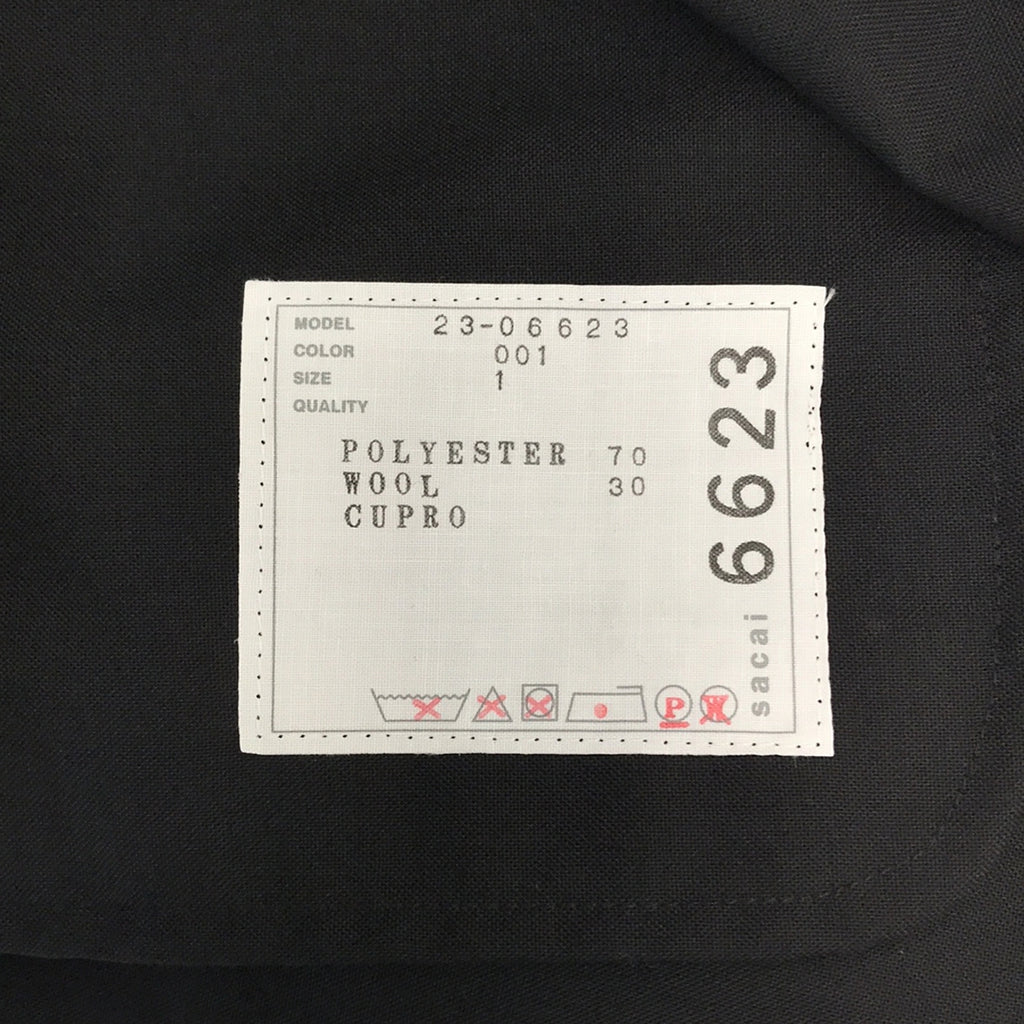 MODEL 23-06623
COLOR 001
SIZE 1
QUALITY
POLYESTER 70
WOOL 30
CUPRO
P W
sacai 6623